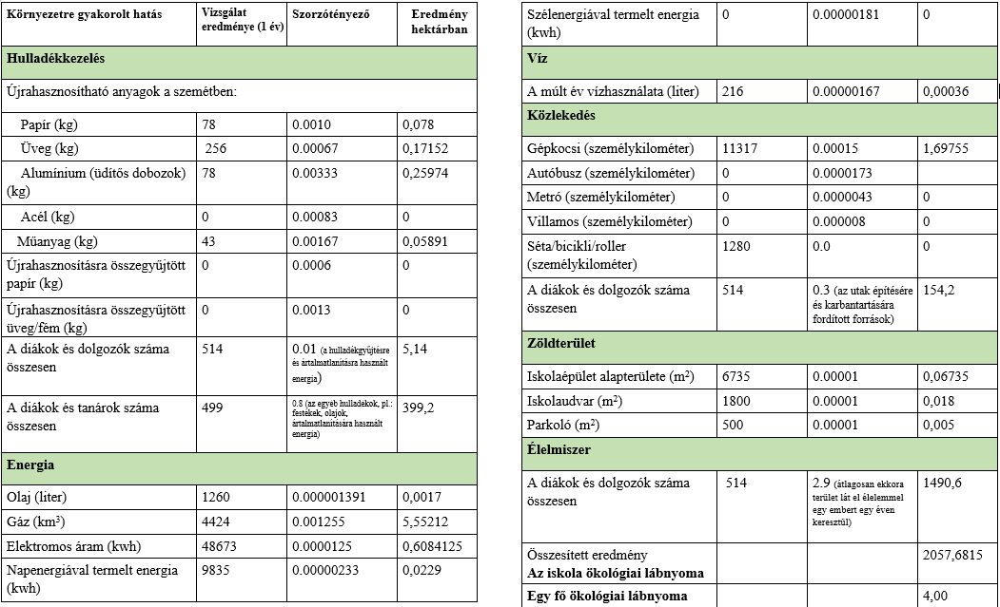 Környezetre gyakorolt hatás Vizsgálat eredménye (1 év) Szorzótényező Eredmény hektárban
Hulladékkezelés
Újrahasznosítható anyagok a szemétben:
Papír (kg) 78 0.0010 0,078
Üveg (kg) 256 0.00067 0,17152
Alumínium (üdítős dobozok) (kg) 78 0.00333 0,25974
Acél (kg) 0 0.00083 0
Műanyag (kg) 43 0.00167 0,05891
Újrahasznosításra összegyűjtött papír (kg) 0 0.0006 0
Újrahasznosításra összegyűjtött üveg/fém (kg) 0 0.0013 0
A diákok és dolgozók száma összesen 514 0.01 (a hulladékgyűjtésre és ártalmatlanításra használt energia) 5,14
A diákok és tanárok száma összesen 499 0.8 (az egyéb hulladékok, pl.: festékek, olajok, ártalmatlanítására használt energia) 399,2
Energia
Olaj (liter) 1260 0.000001391 0,0017
Gáz (km³) 4424 0.001255 5,55212
Elektromos áram (kwh) 48673 0.0000125 0,6084125
Napenergiával termelt energia (kwh) 9835 0.00000233 0,0229
Szélenergiával termelt energia (kwh) 0 0.00000181 0
Víz
A múlt év vízhasználata (liter) 216 0.00000167 0,00036
Közlekedés
Gépkocsi (személykilométer) 11317 0.00015 1,69755
Autóbusz (személykilométer) 0 0.0000173
Metró (személykilométer) 0 0.0000043 0
Villamos (személykilométer) 0 0.000008 0
Séta/bicikli/roller (személykilométer) 1280 0.0 0
A diákok és dolgozók száma összesen 514 0.3 (az utak építésére és karbantartására fordított források) 154,2
Zöldterület
Iskolaépület alapterülete (m²) 6735 0.00001 0,06735
Iskolaudvar (m²) 1800 0.00001 0,018
Parkoló (m²) 500 0.00001 0,005
Élelmiszer
A diákok és dolgozók száma összesen 514 2.9 (átlagosan ekkora terület lát el élelemmel egy embert egy éven keresztül) 1490,6
Összesített eredmény
Az iskola ökológiai lábnyoma 2057,6815
Egy fő ökológiai lábnyoma 4,00